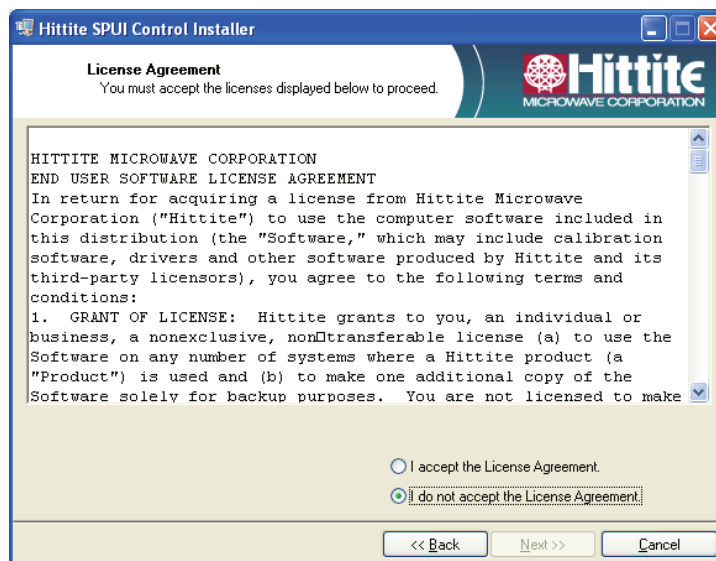 Hittite SPUI Control Installer
License Agreement
You must accept the licenses displayed below to proceed.
Hittite
MICROWAVE CORPORATION
HITTITE MICROWAVE CORPORATION
END USER SOFTWARE LICENSE AGREEMENT
In return for acquiring a license from Hittite Microwave
Corporation ("Hittite") to use the computer software included in
this distribution (the "Software," which may include calibration
software, drivers and other software produced by Hittite and its
third-party licensors), you agree to the following terms and
conditions:
1.  GRANT OF LICENSE:  Hittite grants to you, an individual or
business, a nonexclusive, non□transferable license (a) to use the
Software on any number of systems where a Hittite product (a
"Product") is used and (b) to make one additional copy of the
Software solely for backup purposes.  You are not licensed to make
I accept the License Agreement.
I do not accept the License Agreement.
<< Back
Next >>
Cancel